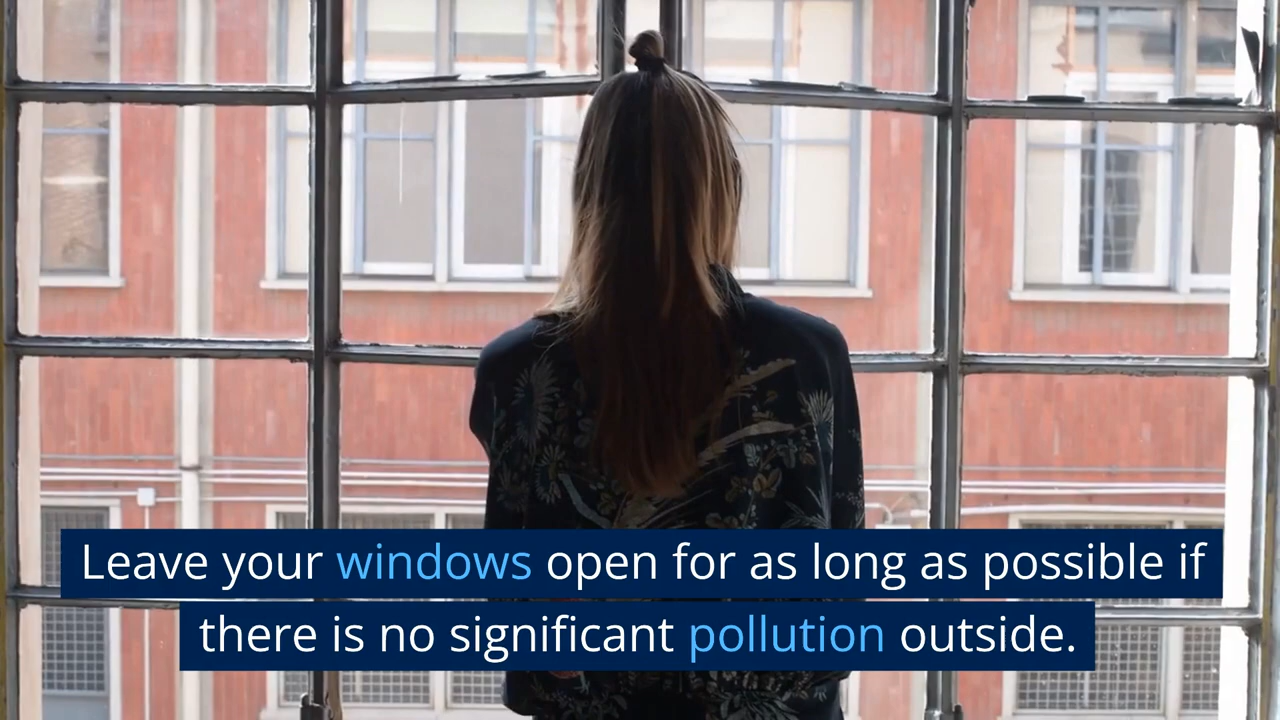 Leave your windows open for as long as possible if
there is no significant pollution outside.